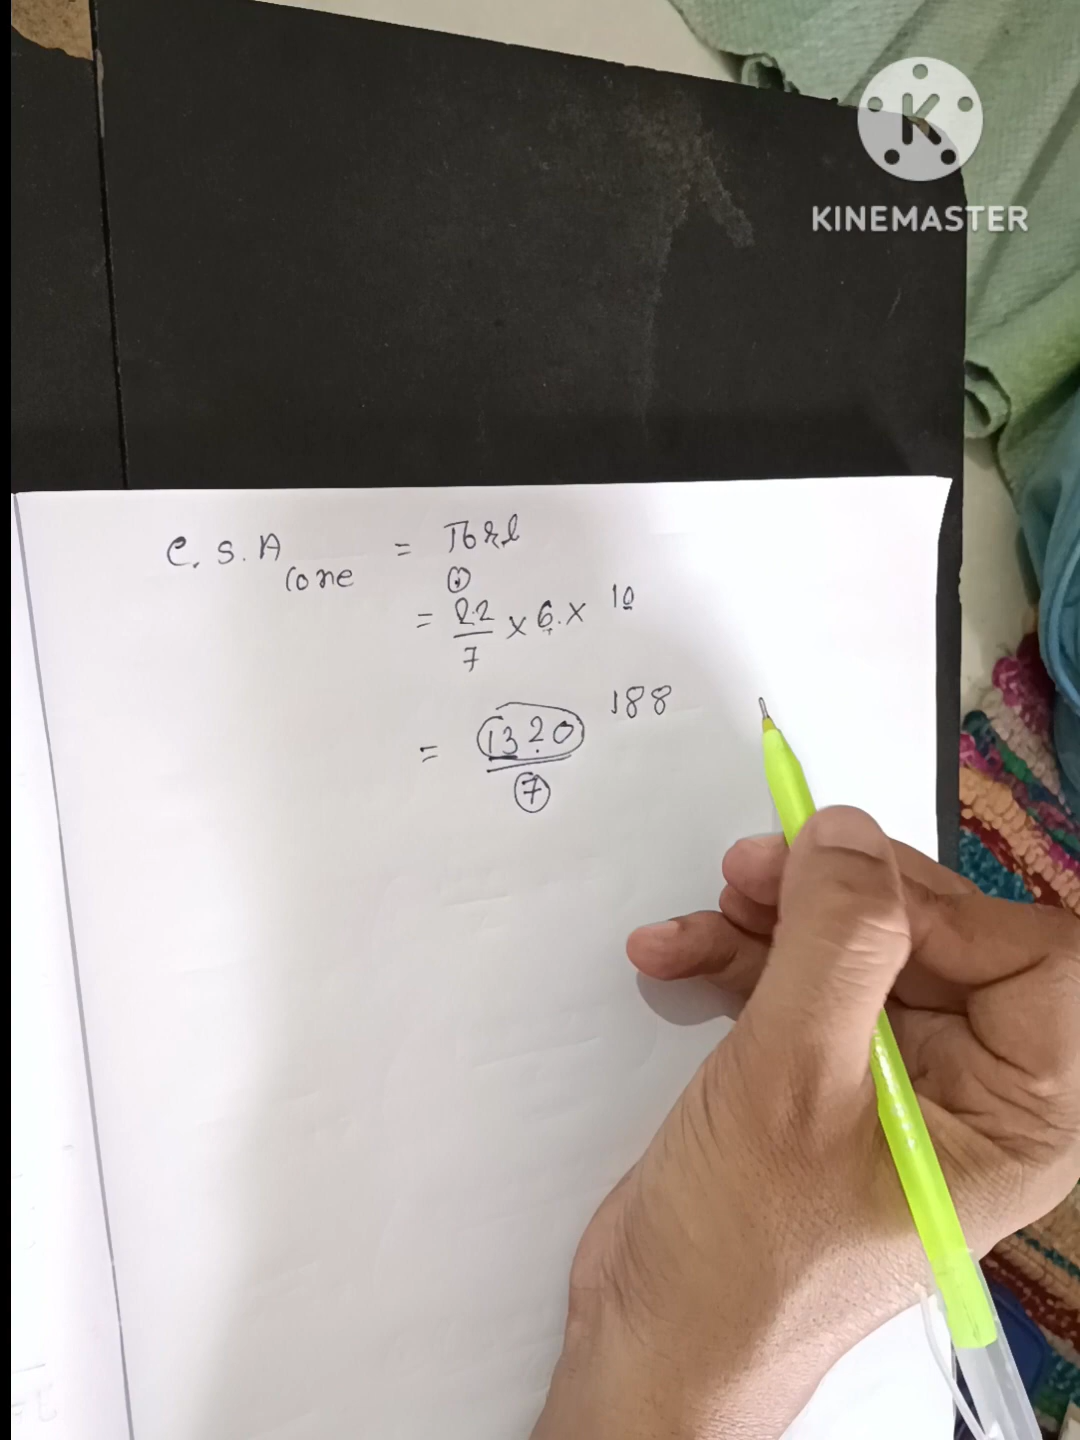 K
KINEMASTER
C.S.A cone = πrl
= 22/7 x 6 x 10
= 1320/7 188